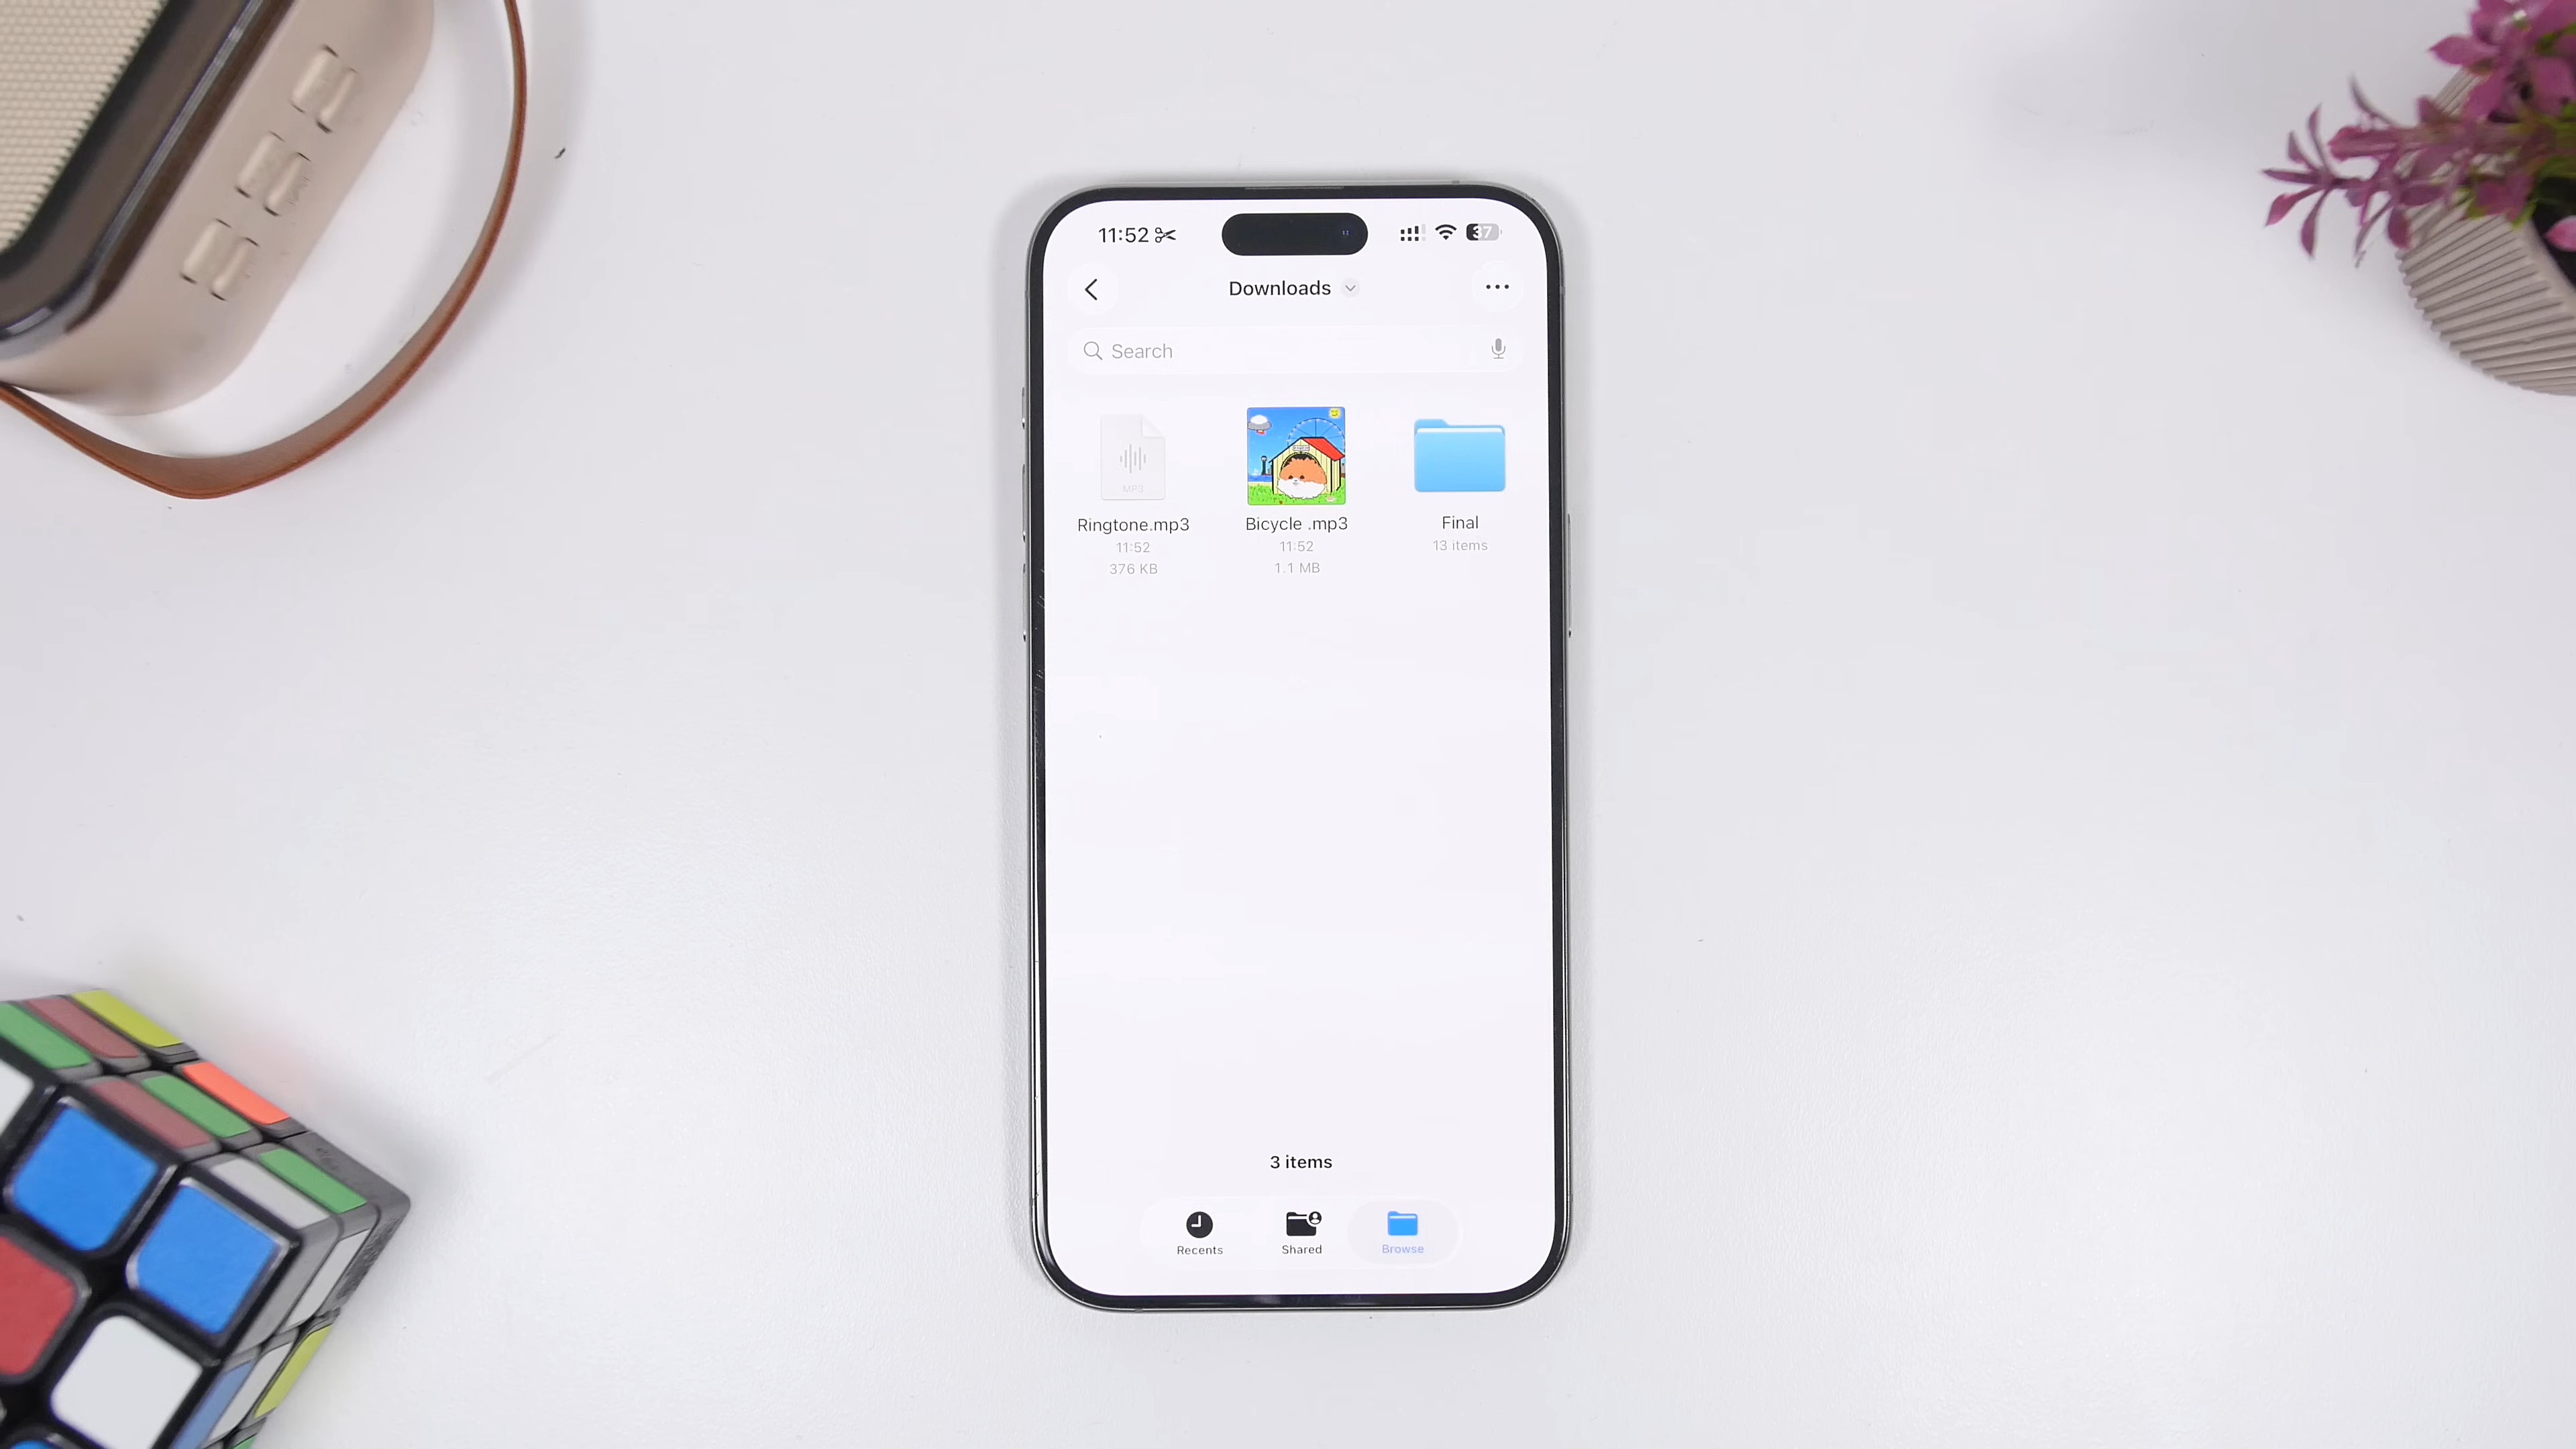 11:52
37
Downloads
Search
MP3
Ringtone.mp3
11:52
376 KB
Bicycle .mp3
11:52
1.1 MB
Final
13 items
3 items
Recents
Shared
Browse